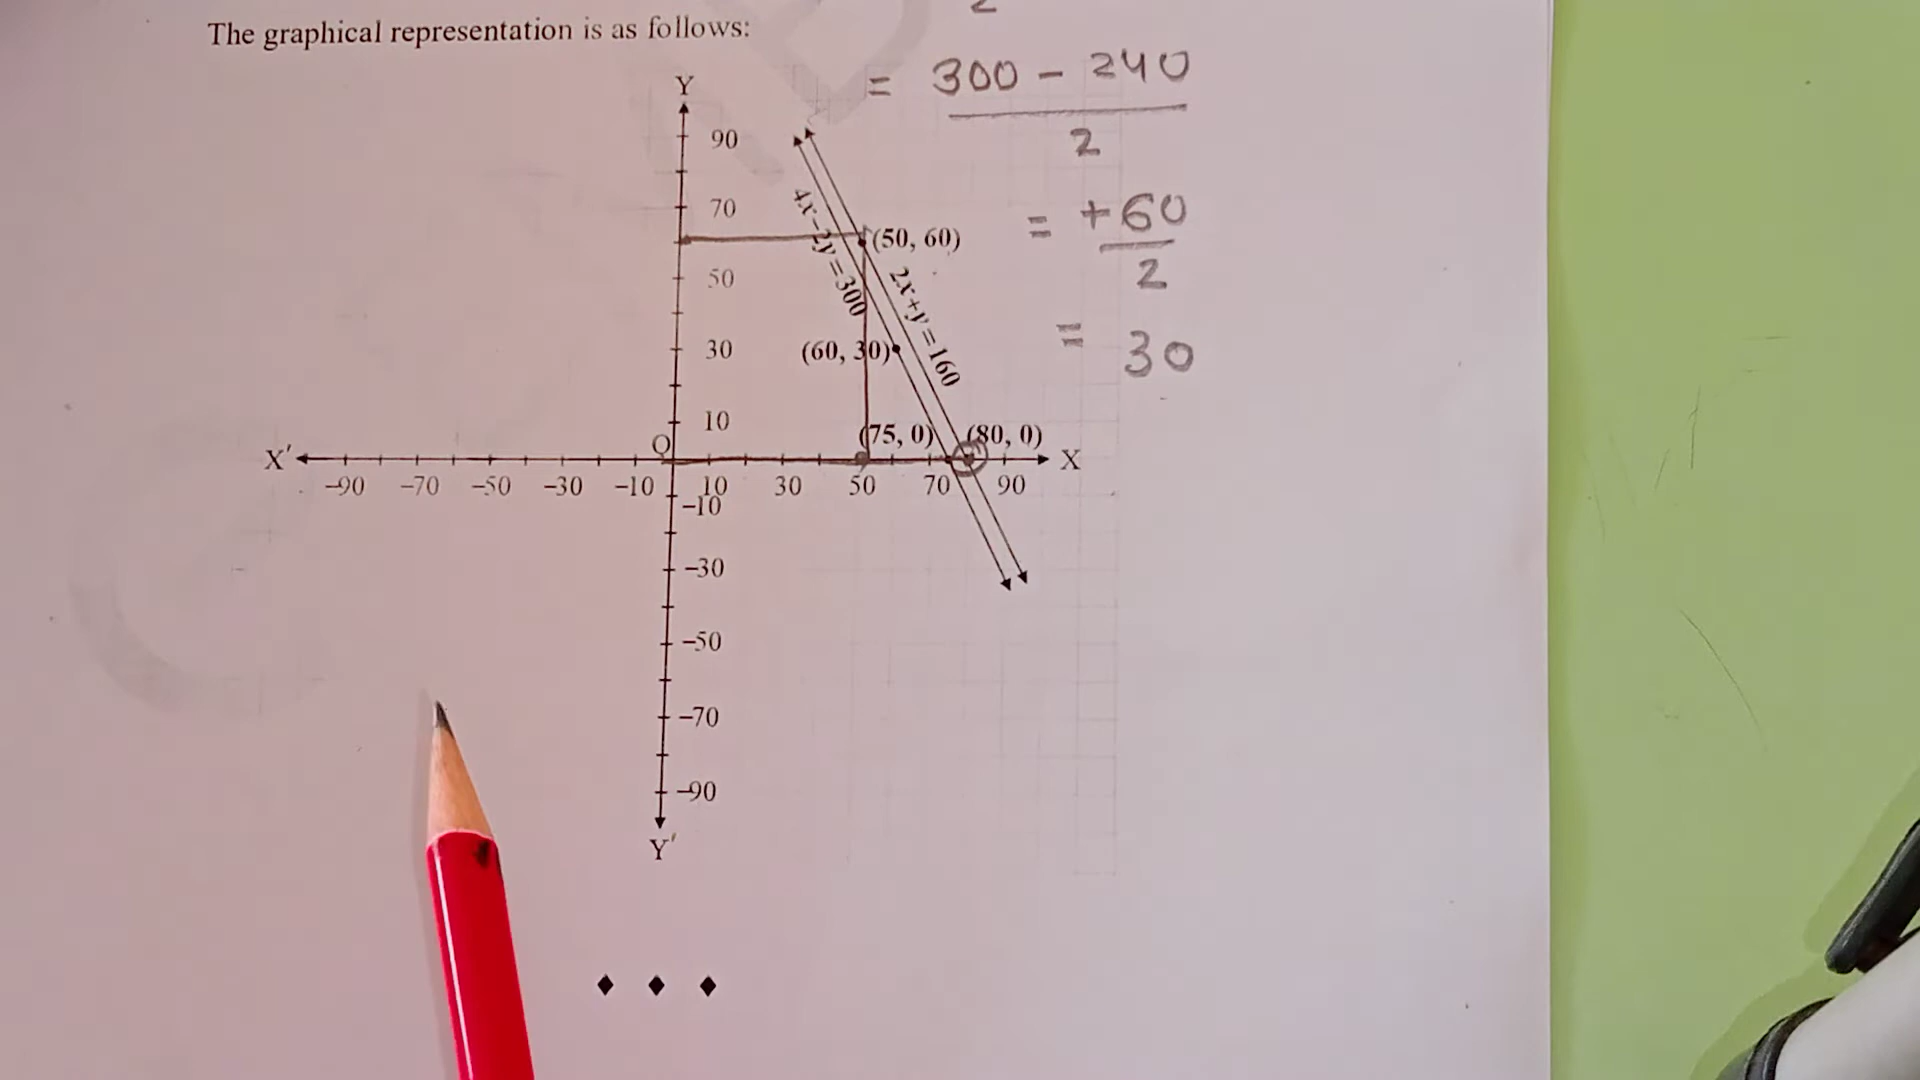 The graphical representation is as follows:
= 300 - 240
2
= +60
2
= 30
Y
90
70
50
30
10
(50, 60)
4x–2y=300
2x+y=160
(60, 30)
(75, 0)
(80, 0)
X′
O
X
–90 –70 –50 –30 –10 10 30 50 70 90
–10
–30
–50
–70
–90
Y′